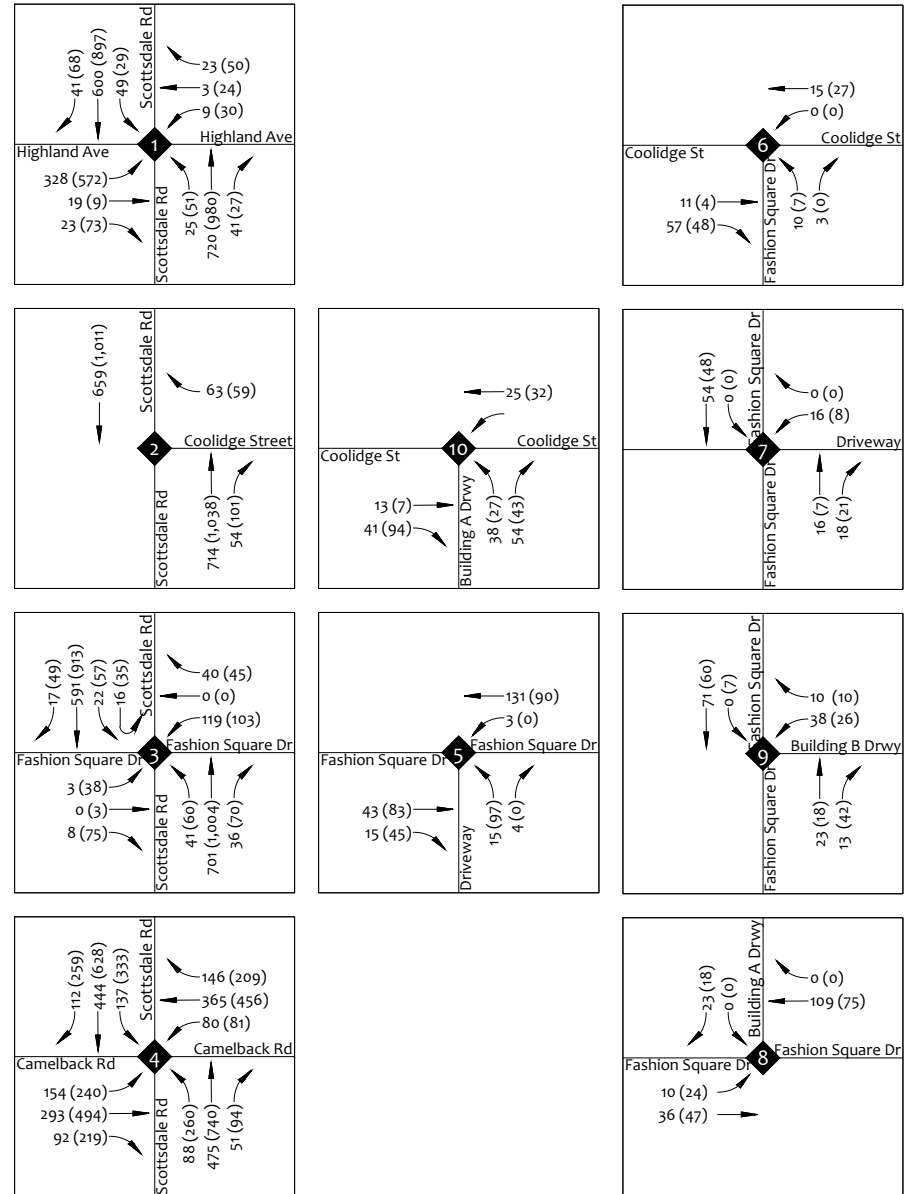 41 (68)
600 (897)
49 (29)
Scottsdale Rd
23 (50)
3 (24)
9 (30)
Highland Ave
1
Highland Ave
328 (572)
19 (9)
23 (73)
Scottsdale Rd
25 (51)
720 (980)
41 (27)
15 (27)
0 (0)
Coolidge St
6
Coolidge St
11 (4)
57 (48)
Fashion Square Dr
10 (7)
3 (0)
659 (1,011)
Scottsdale Rd
63 (59)
Coolidge Street
2
Scottsdale Rd
714 (1,038)
54 (101)
25 (32)
Coolidge St
10
Coolidge St
13 (7)
41 (94)
Building A Drwy
38 (27)
54 (43)
54 (48)
0 (0)
Fashion Square Dr
0 (0)
16 (8)
Driveway
7
Fashion Square Dr
16 (7)
18 (21)
17 (49)
591 (913)
22 (57)
16 (35)
Scottsdale Rd
40 (45)
0 (0)
119 (103)
Fashion Square Dr
3
Fashion Square Dr
3 (38)
0 (3)
8 (75)
Scottsdale Rd
41 (60)
701 (1,004)
36 (70)
131 (90)
3 (0)
Fashion Square Dr
5
Fashion Square Dr
43 (83)
15 (45)
Driveway
15 (97)
4 (0)
71 (60)
0 (7)
Fashion Square Dr
10 (10)
38 (26)
Building B Drwy
9
Fashion Square Dr
23 (18)
13 (42)
112 (259)
444 (628)
137 (333)
Scottsdale Rd
146 (209)
365 (456)
80 (81)
Camelback Rd
4
Camelback Rd
154 (240)
293 (494)
92 (219)
Scottsdale Rd
88 (260)
475 (740)
51 (94)
23 (18)
0 (0)
Building A Drwy
0 (0)
109 (75)
Fashion Square Dr
8
Fashion Square Dr
10 (24)
36 (47)